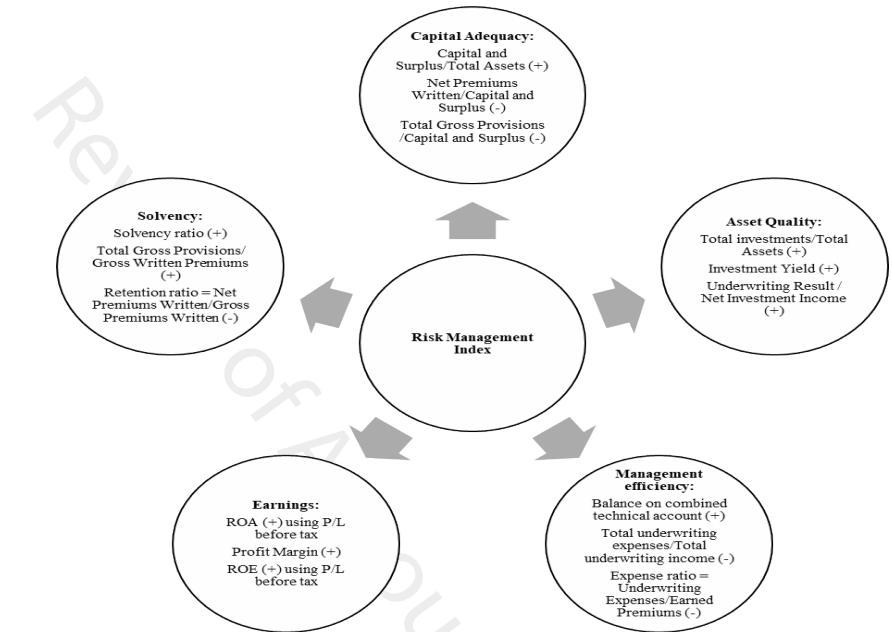 Capital Adequacy:
Capital and
Surplus/Total Assets (+)
Net Premiums
Written/Capital and
Surplus (-)
Total Gross Provisions
/Capital and Surplus (-)
Solvency:
Solvency ratio (+)
Total Gross Provisions/
Gross Written Premiums
(+)
Retention ratio = Net
Premiums Written/Gross
Premiums Written (-)
Asset Quality:
Total investments/Total
Assets (+)
Investment Yield (+)
Underwriting Result /
Net Investment Income
(+)
Risk Management
Index
Earnings:
ROA (+) using P/L
before tax
Profit Margin (+)
ROE (+) using P/L
before tax
Management
efficiency:
Balance on combined
technical account (+)
Total underwriting
expenses/Total
underwriting income (-)
Expense ratio =
Underwriting
Expenses/Earned
Premiums (-)
of